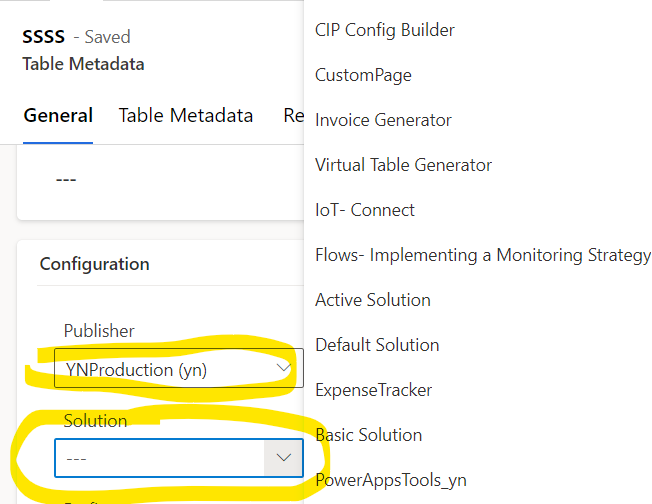 SSSS - Saved
Table Metadata
General Table Metadata Re
---
Configuration
Publisher
YNProduction (yn)
Solution
---
CIP Config Builder
CustomPage
Invoice Generator
Virtual Table Generator
IoT- Connect
Flows- Implementing a Monitoring Strategy
Active Solution
Default Solution
ExpenseTracker
Basic Solution
PowerAppsTools_yn